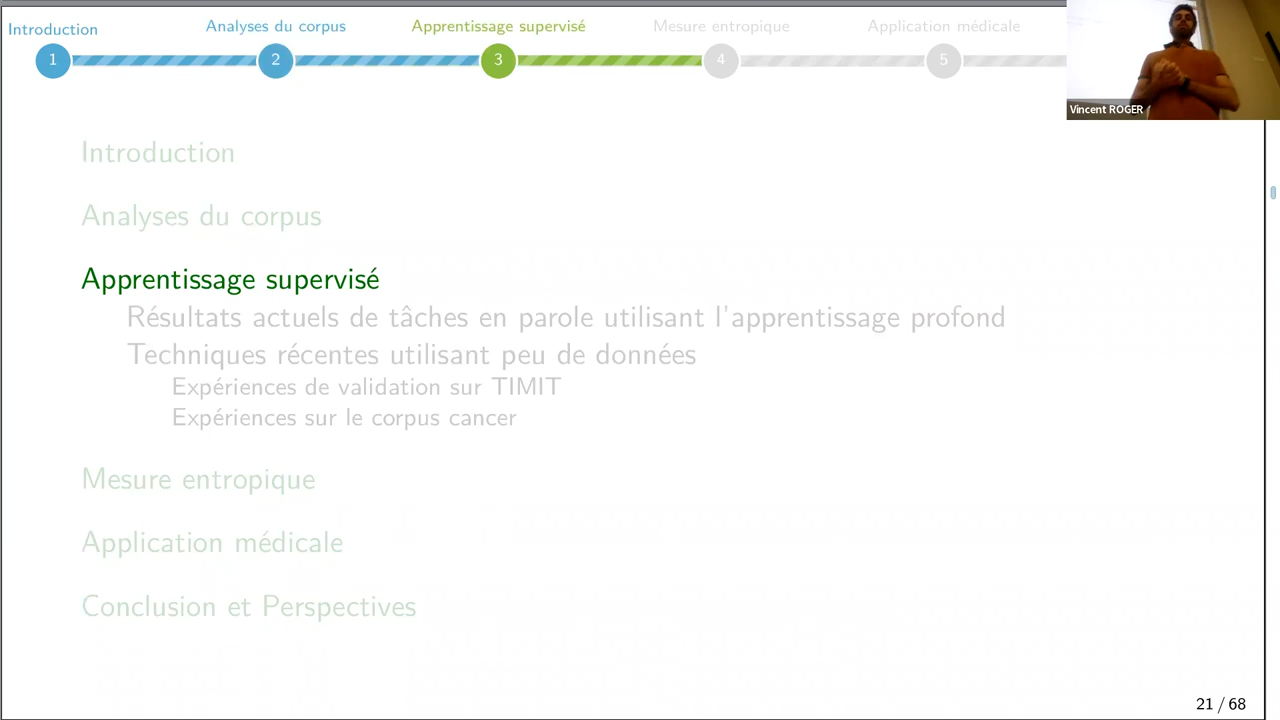 Introduction
Analyses du corpus
Apprentissage supervisé
Mesure entropique
Application médicale
1
2
3
4
5
Vincent ROGER
Introduction
Analyses du corpus
Apprentissage supervisé
Résultats actuels de tâches en parole utilisant l'apprentissage profond
Techniques récentes utilisant peu de données
Expériences de validation sur TIMIT
Expériences sur le corpus cancer
Mesure entropique
Application médicale
Conclusion et Perspectives
21 / 68